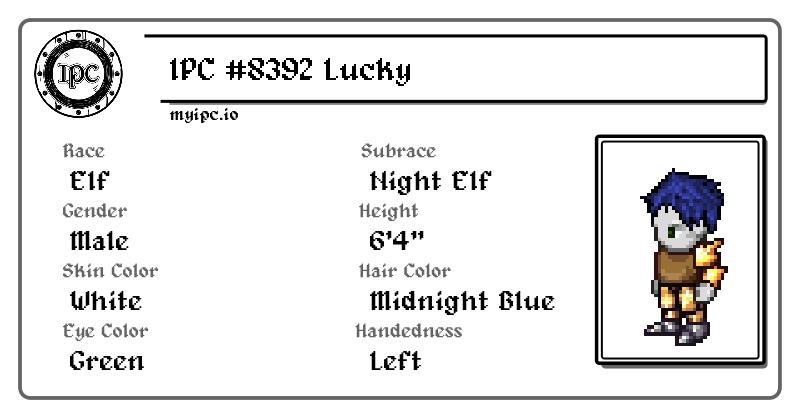 IPC
IPC #8392 Lucky
myipc.io
Race
Elf
Subrace
Night Elf
Gender
Male
Height
6'4"
Skin Color
White
Hair Color
Midnight Blue
Eye Color
Green
Handedness
Left